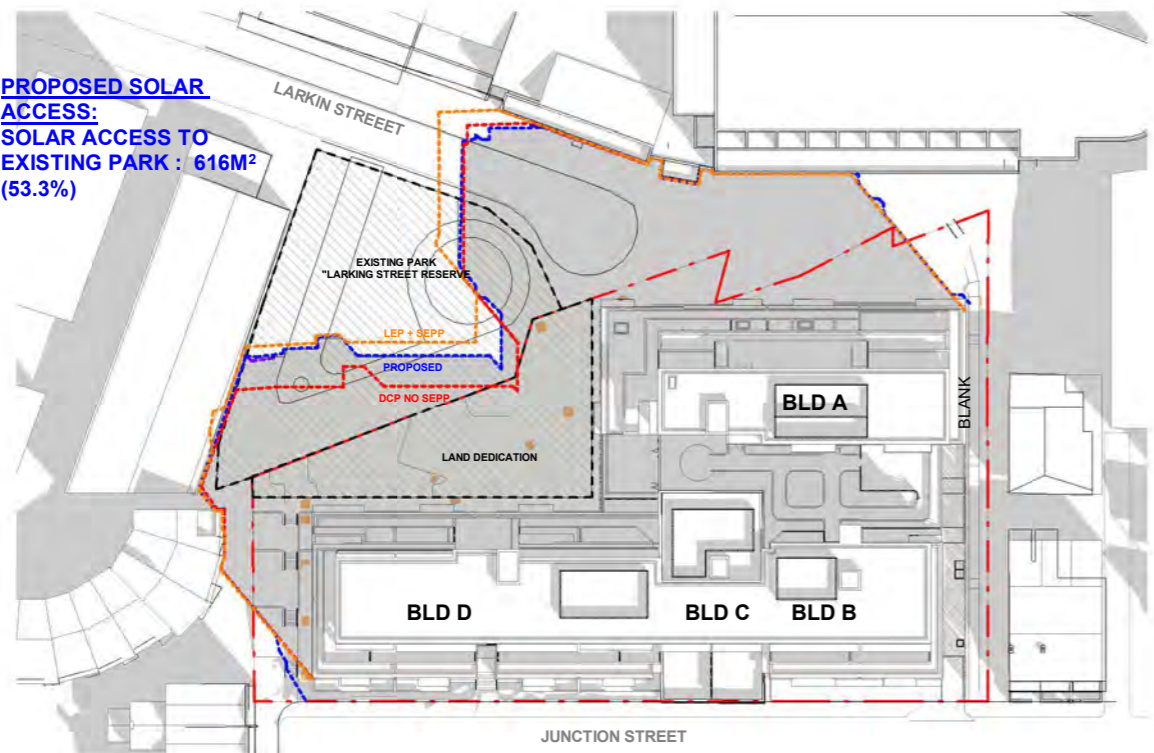 PROPOSED SOLAR
ACCESS:
SOLAR ACCESS TO
EXISTING PARK : 616M²
(53.3%)
LARKIN STREEET
EXISTING PARK
"LARKING STREET RESERVE
LEP + SEPP
PROPOSED
DCP NO SEPP
LAND DEDICATION
BLD A
BLANK
BLD D
BLD C
BLD B
JUNCTION STREET